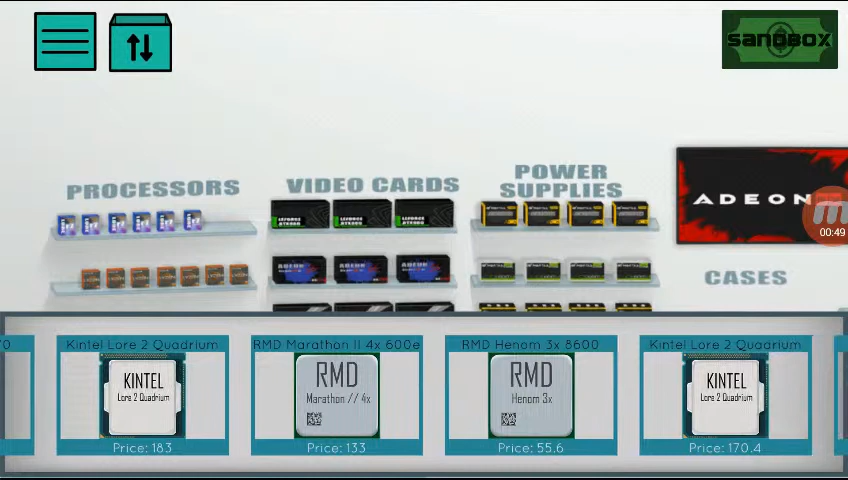 SANDBOX
PROCESSORS
VIDEO CARDS
POWER
SUPPLIES
ADEON
00:49
CASES
Kintel Lore 2 Quadrium
RMD Marathon II 4x 600e
RMD Henom 3x 8600
Kintel Lore 2 Quadrium
KINTEL
Lore 2 Quadrium
RMD
Marathon // 4x
RMD
Henom 3x
KINTEL
Lore 2 Quadrium
Price: 183
Price: 133
Price: 55.6
Price: 170.4